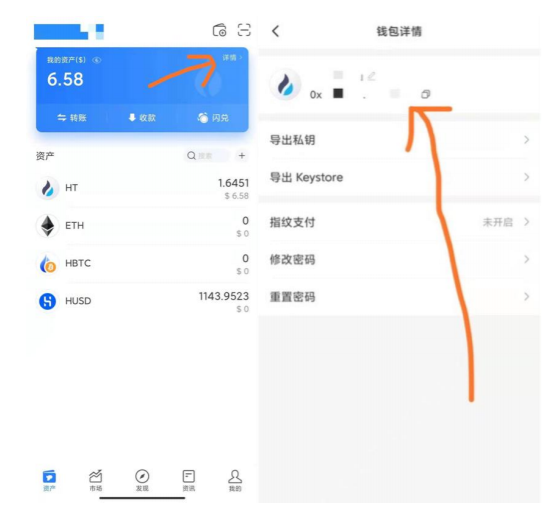 我的资产($)
详情 >
6.58
转账
收款
闪兑
资产
搜索
+
HT
1.6451
$ 6.58
ETH
0
$ 0
HBTC
0
$ 0
HUSD
1143.9523
$ 0
资产
市场
发现
资讯
我的
钱包详情
0x
导出私钥
导出 Keystore
指纹支付
未开启
修改密码
重置密码